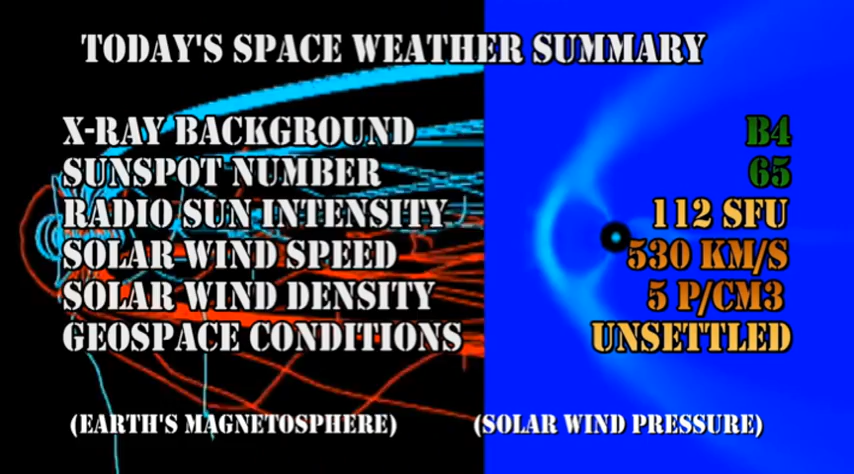 TODAY'S SPACE WEATHER SUMMARY
X-RAY BACKGROUND B4
SUNSPOT NUMBER 65
RADIO SUN INTENSITY 112 SFU
SOLAR WIND SPEED 530 KM/S
SOLAR WIND DENSITY 5 P/CM3
GEOSPACE CONDITIONS UNSETTLED
(EARTH'S MAGNETOSPHERE) (SOLAR WIND PRESSURE)